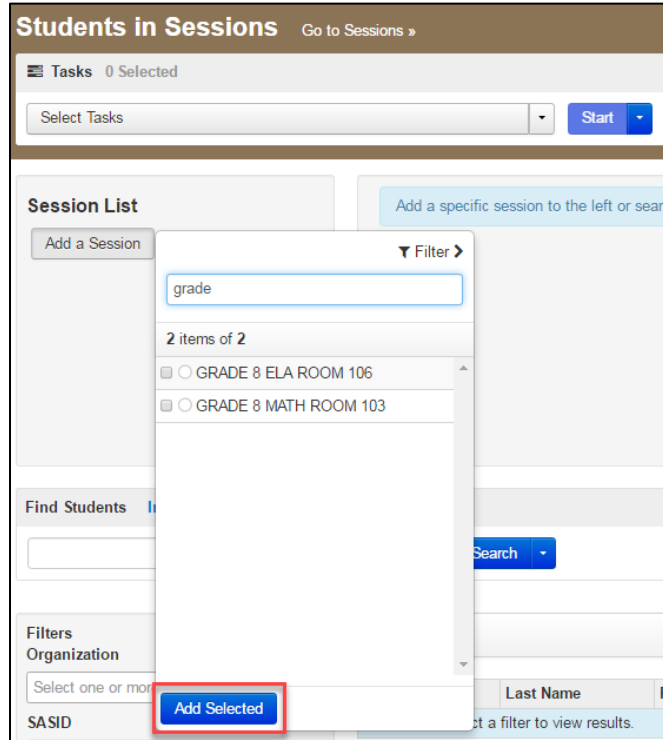 Students in Sessions Go to Sessions »
Tasks 0 Selected
Select Tasks
Start
Session List
Add a specific session to the left or
Add a Session
Filter
grade
2 items of 2
GRADE 8 ELA ROOM 106
GRADE 8 MATH ROOM 103
Find Students
Search
Filters
Organization
Select one or
Add Selected
Last Name
SASID
a filter to view results.